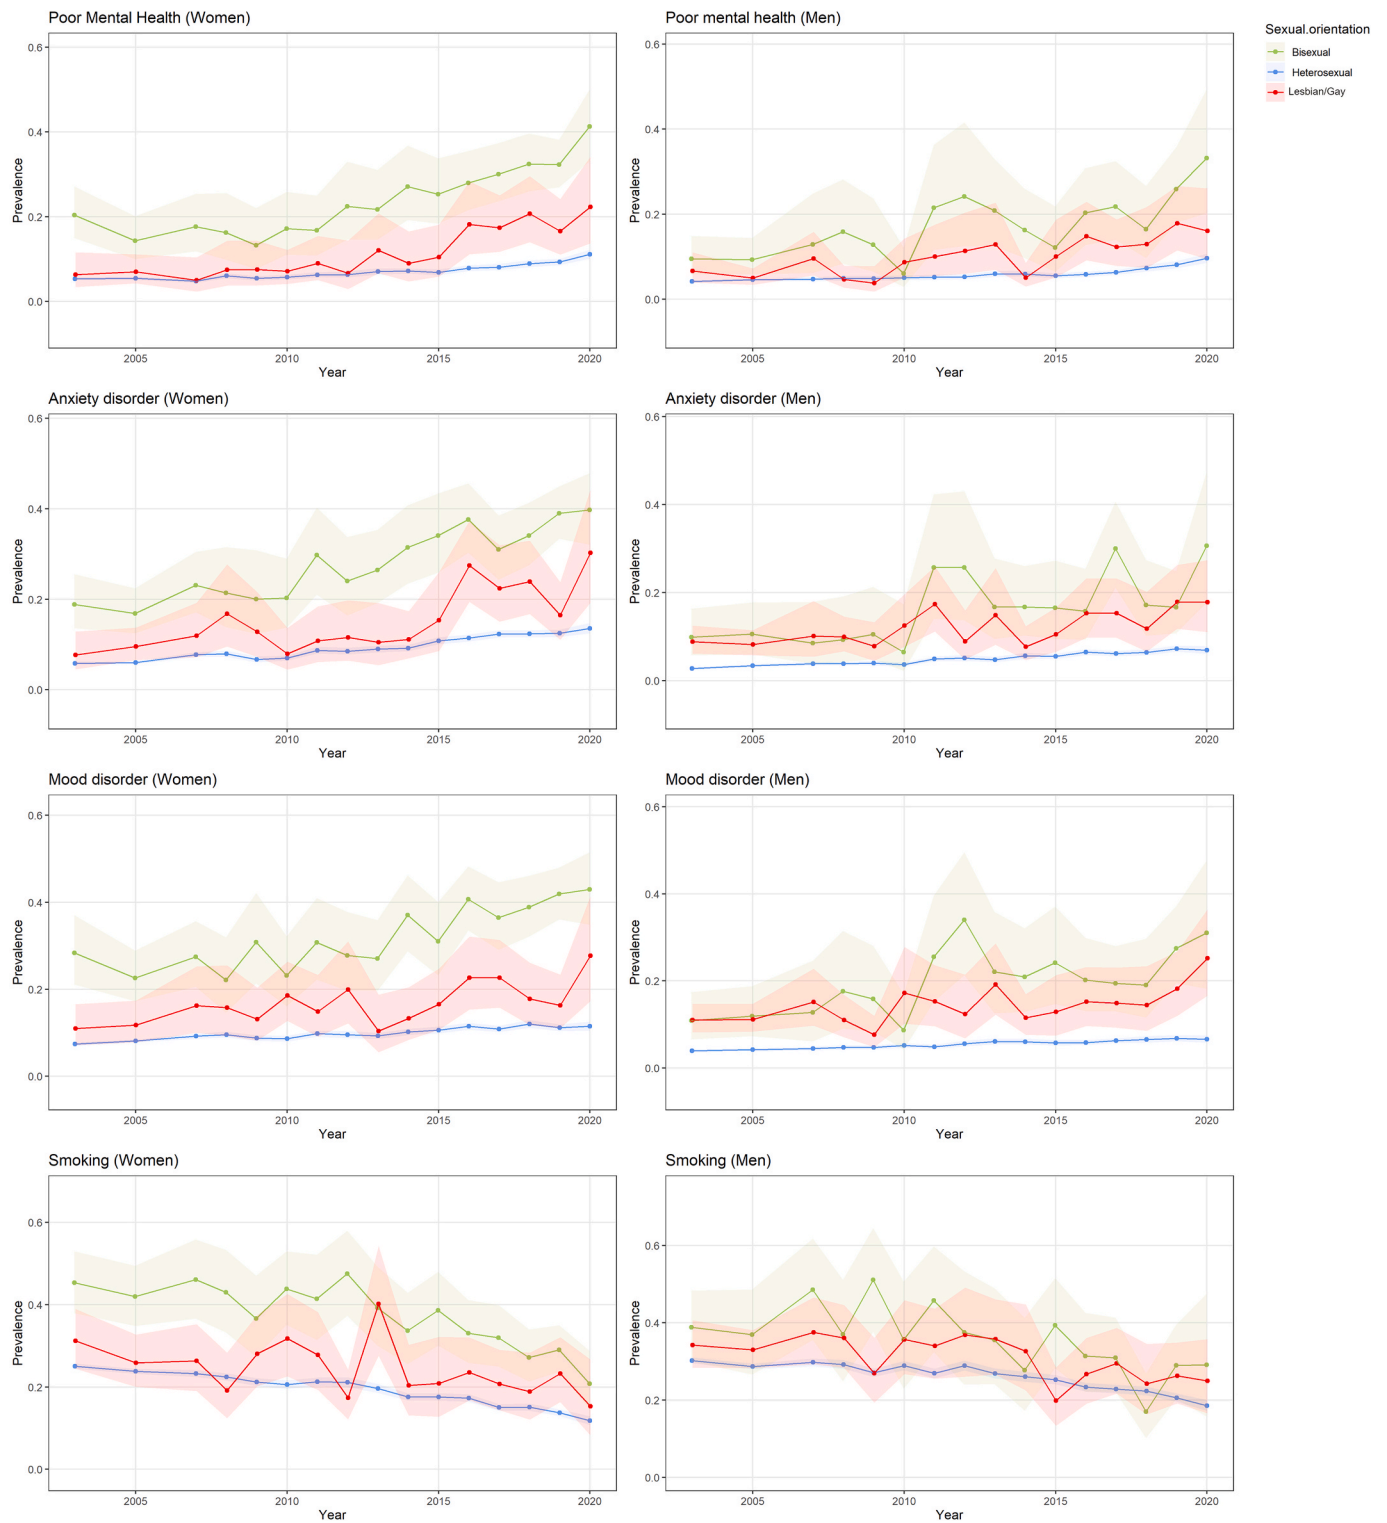 Poor Mental Health (Women)
0.6
0.4
0.2
0.0
Prevalence
2005 2010 2015 2020
Year
Poor mental health (Men)
0.6
0.4
0.2
0.0
Prevalence
2005 2010 2015 2020
Year
Sexual.orientation
Bisexual
Heterosexual
Lesbian/Gay
Anxiety disorder (Women)
0.6
0.4
0.2
0.0
Prevalence
2005 2010 2015 2020
Year
Anxiety disorder (Men)
0.6
0.4
0.2
0.0
Prevalence
2005 2010 2015 2020
Year
Mood disorder (Women)
0.6
0.4
0.2
0.0
Prevalence
2005 2010 2015 2020
Year
Mood disorder (Men)
0.6
0.4
0.2
0.0
Prevalence
2005 2010 2015 2020
Year
Smoking (Women)
0.6
0.4
0.2
0.0
Prevalence
2005 2010 2015 2020
Year
Smoking (Men)
0.6
0.4
0.2
0.0
Prevalence
2005 2010 2015 2020
Year